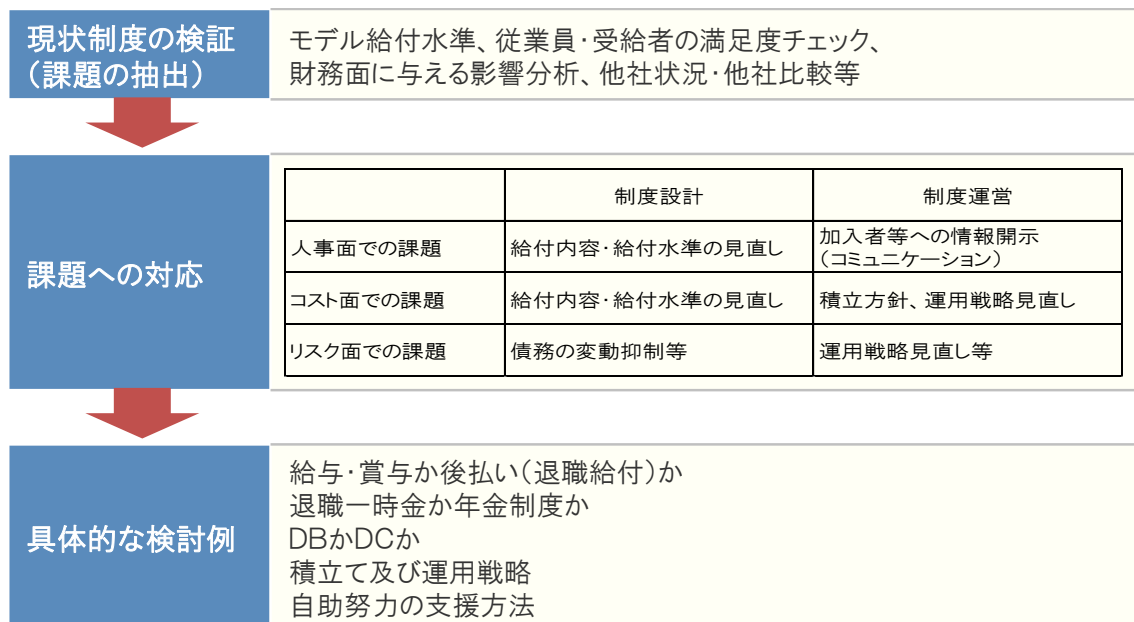 現状制度の検証
（課題の抽出）
モデル給付水準、従業員・受給者の満足度チェック、
財務面に与える影響分析、他社状況・他社比較等
課題への対応
制度設計
制度運営
人事面での課題
給付内容・給付水準の見直し
加入者等への情報開示
（コミュニケーション）
コスト面での課題
給付内容・給付水準の見直し
積立方針、運用戦略見直し
リスク面での課題
債務の変動抑制等
運用戦略見直し等
具体的な検討例
給与・賞与か後払い（退職給付）か
退職一時金か年金制度か
DBかDCか
積立て及び運用戦略
自助努力の支援方法